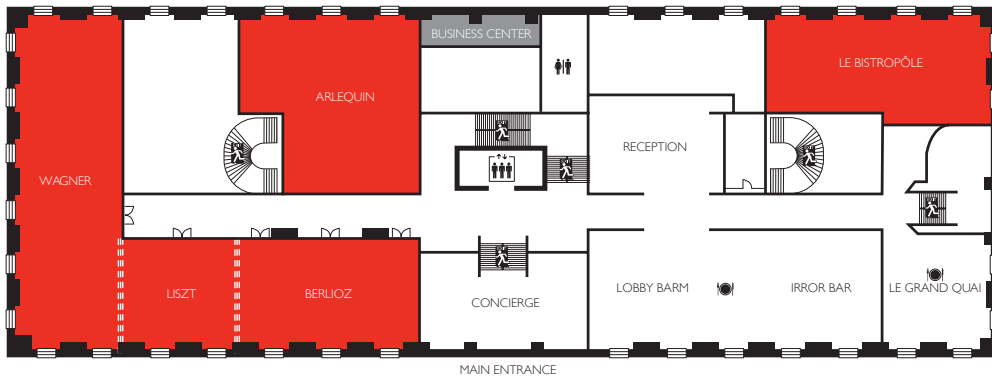 BUSINESS CENTER
LE BISTROPÔLE
ARLEQUIN
RECEPTION
WAGNER
LISZT
BERLIOZ
CONCIERGE
LOBBY BARM
IRROR BAR
LE GRAND QUAI
MAIN ENTRANCE